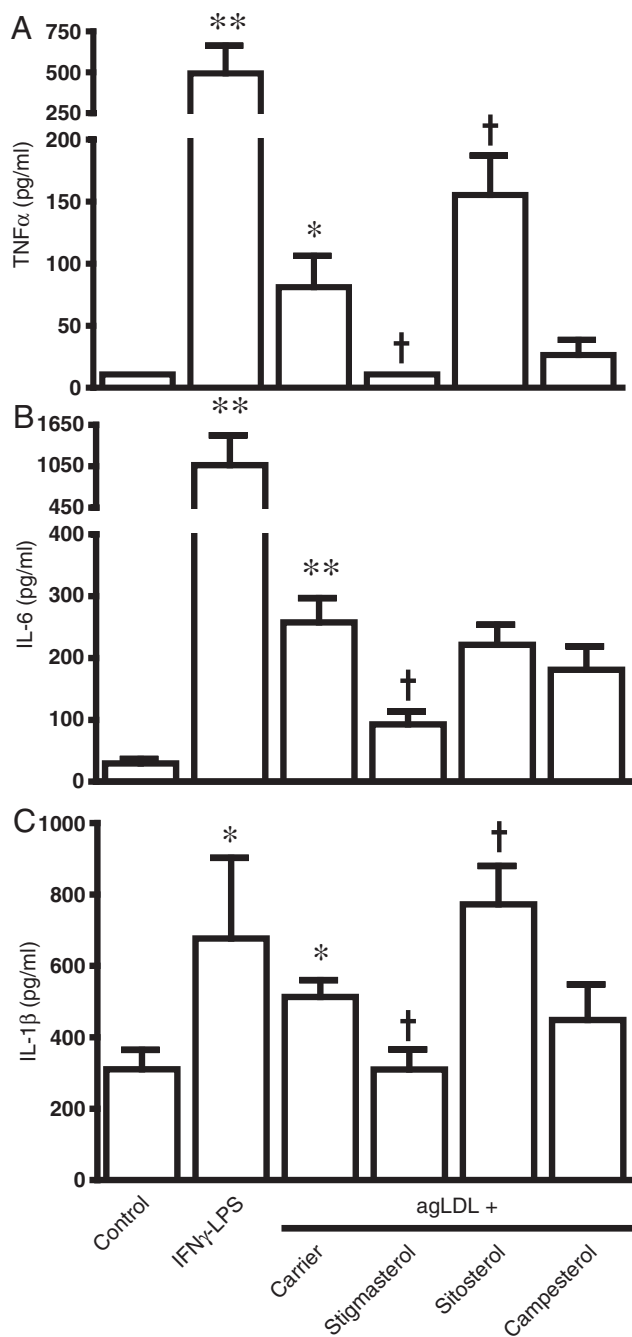 A
TNFα (pg/ml)
750
500
250
200
150
100
50
0
**
*
†
†
B
IL-6 (pg/ml)
1650
1050
450
400
300
200
100
0
**
**
†
C
IL-1β (pg/ml)
1000
800
600
400
200
0
*
*
†
†
Control
IFNγ-LPS
agLDL +
Carrier
Stigmasterol
Sitosterol
Campesterol